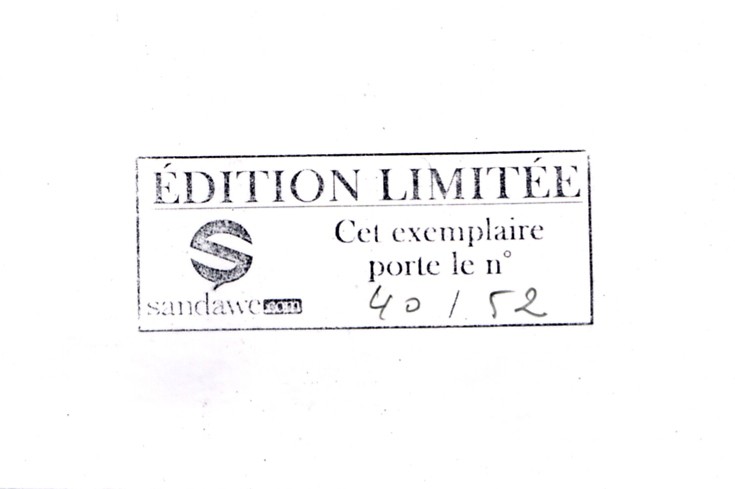 ÉDITION LIMITÉE
Cet exemplaire
porte le n°
40 / 52
sandawe.com